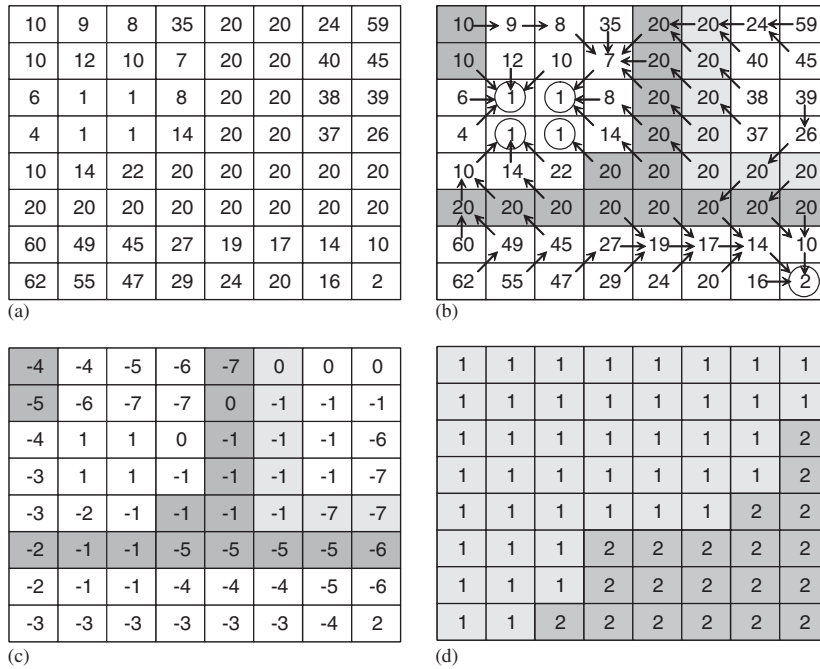 10 9 8 35 20 20 24 59
10 12 10 7 20 20 40 45
6 1 1 8 20 20 38 39
4 1 1 14 20 20 37 26
10 14 22 20 20 20 20 20
20 20 20 20 20 20 20 20
60 49 45 27 19 17 14 10
62 55 47 29 24 20 16 2
(a)
10 9 8 35 20 20 24 59
10 12 10 7 20 20 40 45
6 1 1 8 20 20 38 39
4 1 1 14 20 20 37 26
10 14 22 20 20 20 20 20
20 20 20 20 20 20 20 20
60 49 45 27 19 17 14 10
62 55 47 29 24 20 16 2
(b)
-4 -4 -5 -6 -7 0 0 0
-5 -6 -7 -7 0 -1 -1 -1
-4 1 1 0 -1 -1 -1 -6
-3 1 1 -1 -1 -1 -1 -7
-3 -2 -1 -1 -1 -1 -7 -7
-2 -1 -1 -5 -5 -5 -5 -6
-2 -1 -1 -4 -4 -4 -5 -6
-3 -3 -3 -3 -3 -3 -4 2
(c)
1 1 1 1 1 1 1 1
1 1 1 1 1 1 1 1
1 1 1 1 1 1 1 2
1 1 1 1 1 1 1 2
1 1 1 1 1 1 2 2
1 1 1 2 2 2 2 2
1 1 1 2 2 2 2 2
1 1 2 2 2 2 2 2
(d)